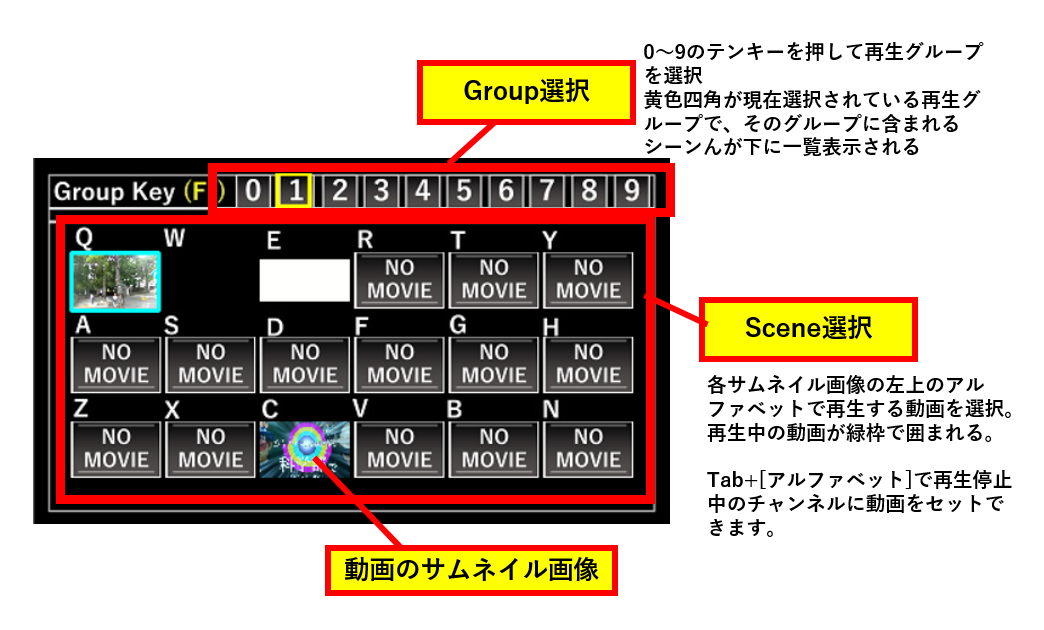 0～9のテンキーを押して再生グループ
を選択
黄色四角が現在選択されている再生グ
ループで、そのグループに含まれる
シーンんが下に一覧表示される
Group選択
Group Key (F ) 0 1 2 3 4 5 6 7 8 9
Q W E R T Y
NO MOVIE NO MOVIE NO MOVIE
A S D F G H
NO MOVIE NO MOVIE NO MOVIE NO MOVIE NO MOVIE NO MOVIE
Z X C V B N
NO MOVIE NO MOVIE NO MOVIE NO MOVIE NO MOVIE
Scene選択
各サムネイル画像の左上のアル
ファベットで再生する動画を選択。
再生中の動画が緑枠で囲まれる。
Tab+[アルファベット]で再生停止
中のチャンネルに動画をセットで
きます。
動画のサムネイル画像